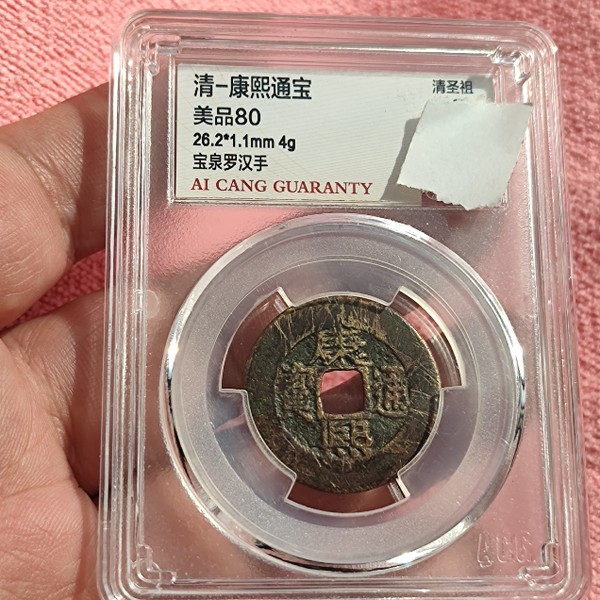 清-康熙通宝
清圣祖
美品80
26.2*1.1mm 4g
宝泉罗汉手
AI CANG GUARANTY
康
寶 通
熙
ACG